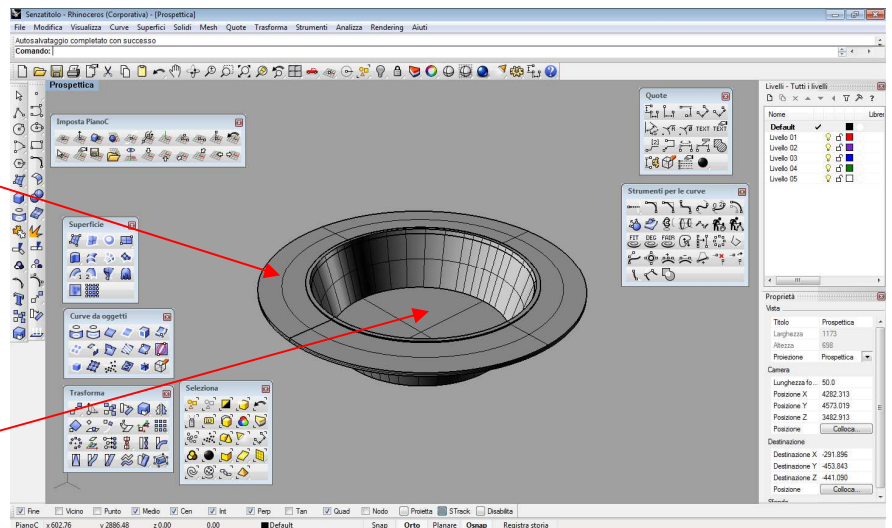 Senzatitolo - Rhinoceros (Corporativa) - [Prospettica]
File Modifica Visualizza Curve Superfici Solidi Mesh Quote Trasforma Strumenti Analizza Rendering Aiuti
Autosalvataggio completato con successo
Comando:
Prospettica
Imposta PianoC
Superficie
Curve da oggetti
Trasforma
Seleziona
Quote
TEXT TEXT
Strumenti per le curve
FIT DEG FAIR
Livelli - Tutti i livelli
Nome Librer
Default
Livello 01
Livello 02
Livello 03
Livello 04
Livello 05
Proprietà
Vista
Titolo Prospettica
Larghezza 1173
Altezza 698
Proiezione Prospettica
Camera
Lunghezza fo... 50.0
Posizione X 4282.313
Posizione Y 4573.019
Posizione Z 3482.913
Posizione Colloca...
Destinazione
Destinazione X -291.896
Destinazione Y -453.843
Destinazione Z -441.090
Posizione Colloca...
Fine Vicino Punto Medio Cen Int Perp Tan Quad Nodo Proietta STrack Disabilita
PianoC x 602.76 y 2886.48 z 0.00 0.00 Default Snap Orto Planare Osnap Registra storia